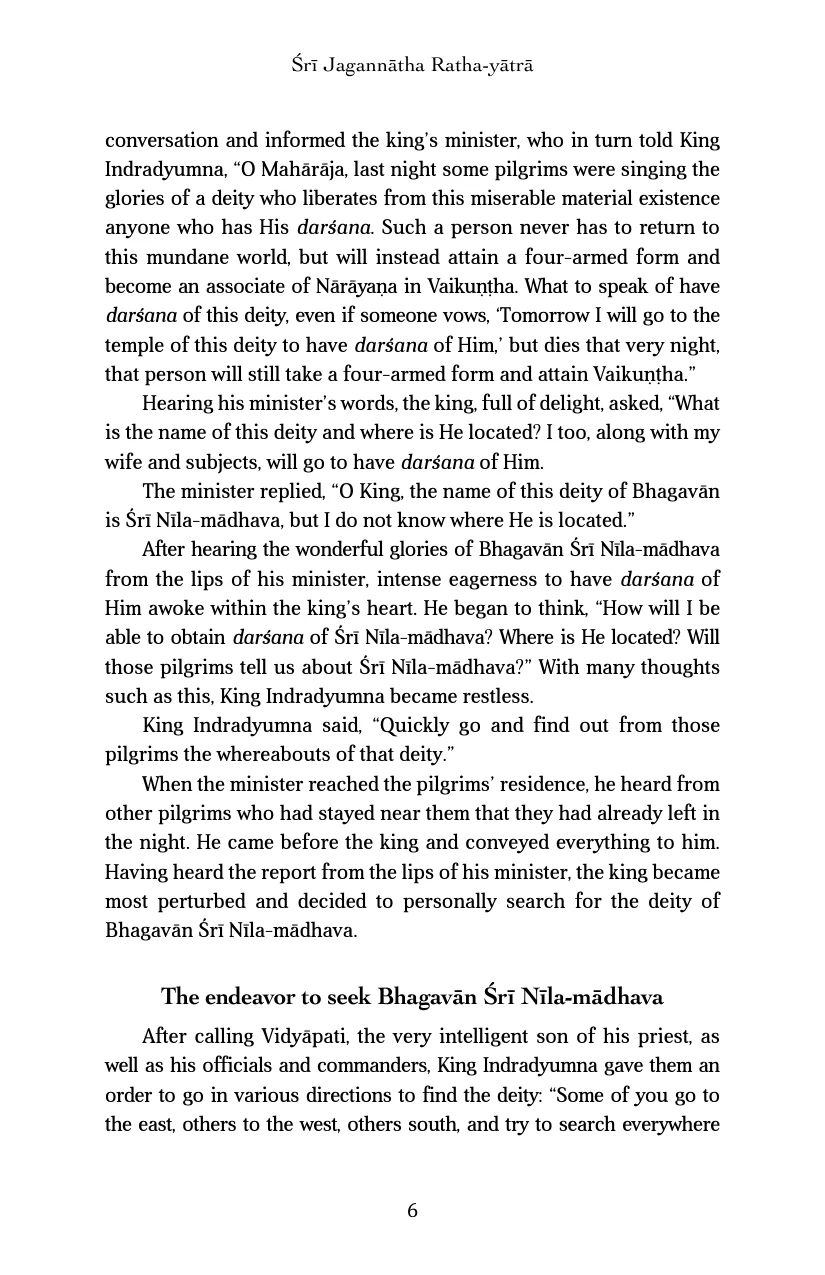 Śrī Jagannātha Ratha-yātrā
conversation and informed the king’s minister, who in turn told King
Indradyumna, “O Mahārāja, last night some pilgrims were singing the
glories of a deity who liberates from this miserable material existence
anyone who has His darśana. Such a person never has to return to
this mundane world, but will instead attain a four-armed form and
become an associate of Nārāyaṇa in Vaikuṇṭha. What to speak of have
darśana of this deity, even if someone vows, ‘Tomorrow I will go to the
temple of this deity to have darśana of Him,’ but dies that very night,
that person will still take a four-armed form and attain Vaikuṇṭha.”
Hearing his minister’s words, the king, full of delight, asked, “What
is the name of this deity and where is He located? I too, along with my
wife and subjects, will go to have darśana of Him.
The minister replied, “O King, the name of this deity of Bhagavān
is Śrī Nīla-mādhava, but I do not know where He is located.”
After hearing the wonderful glories of Bhagavān Śrī Nīla-mādhava
from the lips of his minister, intense eagerness to have darśana of
Him awoke within the king’s heart. He began to think, “How will I be
able to obtain darśana of Śrī Nīla-mādhava? Where is He located? Will
those pilgrims tell us about Śrī Nīla-mādhava?” With many thoughts
such as this, King Indradyumna became restless.
King Indradyumna said, “Quickly go and find out from those
pilgrims the whereabouts of that deity.”
When the minister reached the pilgrims’ residence, he heard from
other pilgrims who had stayed near them that they had already left in
the night. He came before the king and conveyed everything to him.
Having heard the report from the lips of his minister, the king became
most perturbed and decided to personally search for the deity of
Bhagavān Śrī Nīla-mādhava.
The endeavor to seek Bhagavān Śrī Nīla-mādhava
After calling Vidyāpati, the very intelligent son of his priest, as
well as his officials and commanders, King Indradyumna gave them an
order to go in various directions to find the deity: “Some of you go to
the east, others to the west, others south, and try to search everywhere
6